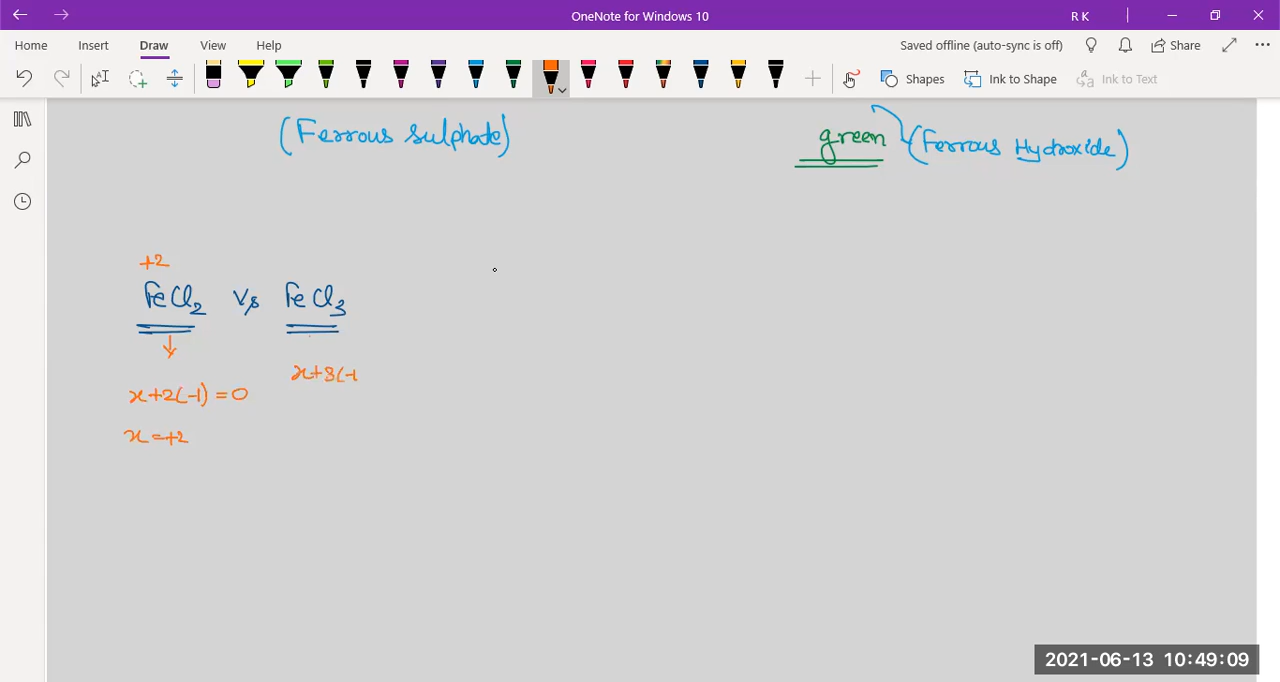 OneNote for Windows 10
R K
Home Insert Draw View Help
Saved offline (auto-sync is off) Share
Shapes Ink to Shape Ink to Text
(Ferrous sulphate)
green (Ferrous Hydroxide)
+2
FeCl2 V/s FeCl3
x+3(-1
x+2(-1) = 0
x=+2
2021-06-13 10:49:09